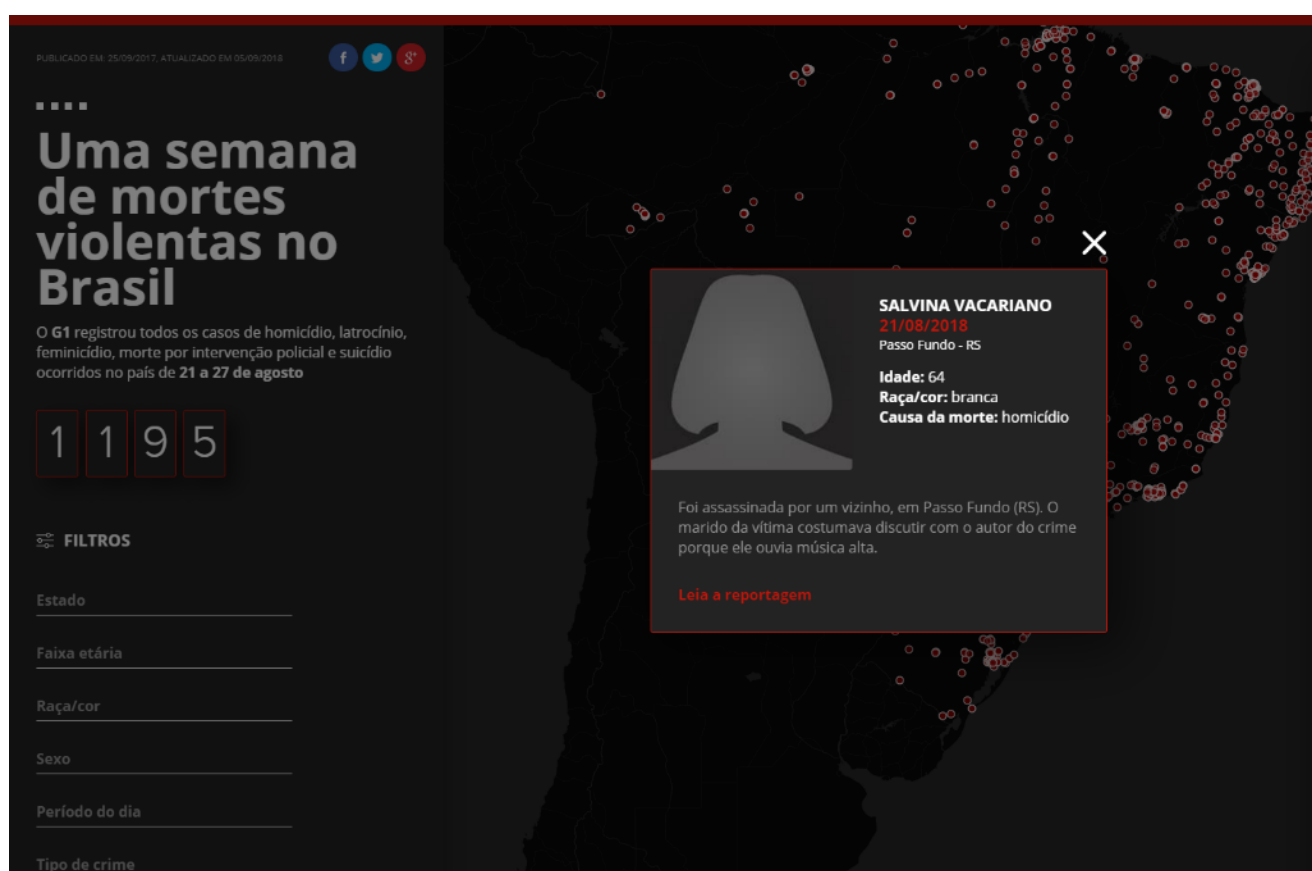 PUBLICADO EM: 25/09/2017, ATUALIZADO EM 05/09/2018
f
g+
Uma semana
de mortes
violentas no
Brasil
O G1 registrou todos os casos de homicídio, latrocínio,
feminicídio, morte por intervenção policial e suicídio
ocorridos no país de 21 a 27 de agosto
1 1 9 5
FILTROS
Estado
Faixa etária
Raça/cor
Sexo
Período do dia
Tipo de crime
SALVINA VACARIANO
21/08/2018
Passo Fundo - RS
Idade: 64
Raça/cor: branca
Causa da morte: homicídio
Foi assassinada por um vizinho, em Passo Fundo (RS). O
marido da vítima costumava discutir com o autor do crime
porque ele ouvia música alta.
Leia a reportagem